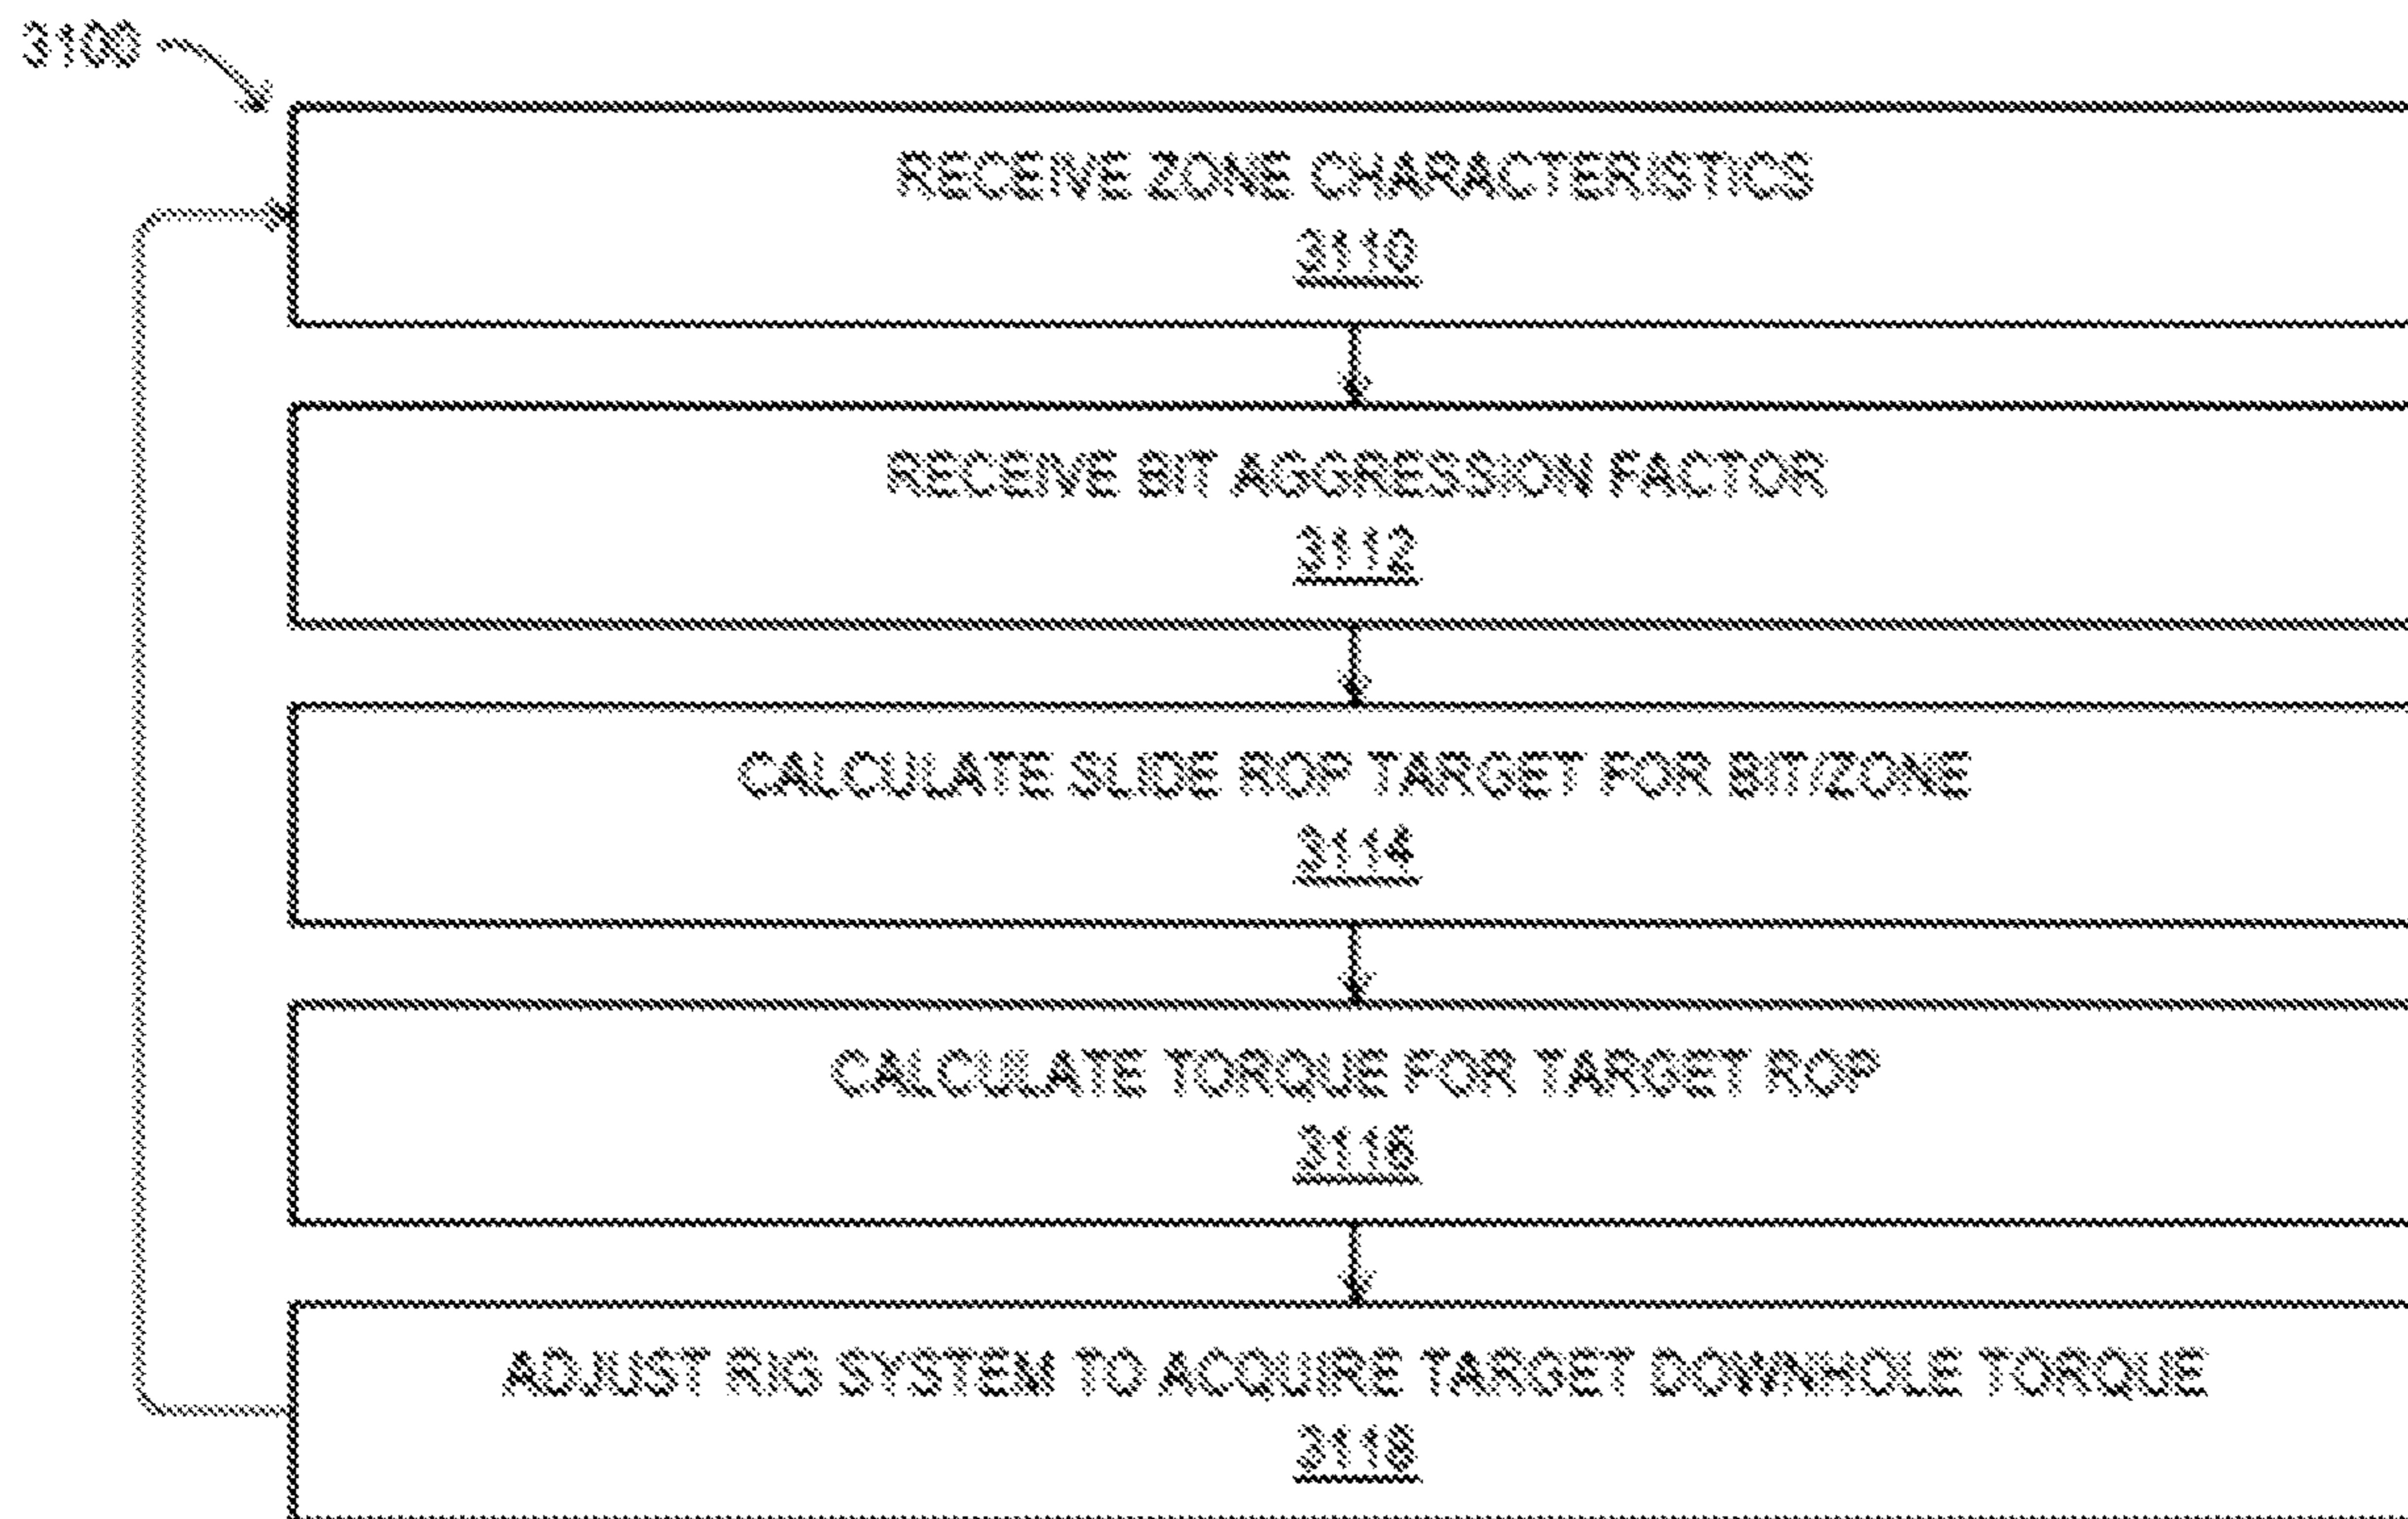 3100
RECEIVE ZONE CHARACTERISTICS
3110
RECEIVE BIT AGGRESSION FACTOR
3112
CALCULATE SLIDE ROP TARGET FOR BIT/ZONE
3114
CALCULATE TORQUE FOR TARGET ROP
3116
ADJUST RIG SYSTEM TO ACQUIRE TARGET DOWNHOLE TORQUE
3118